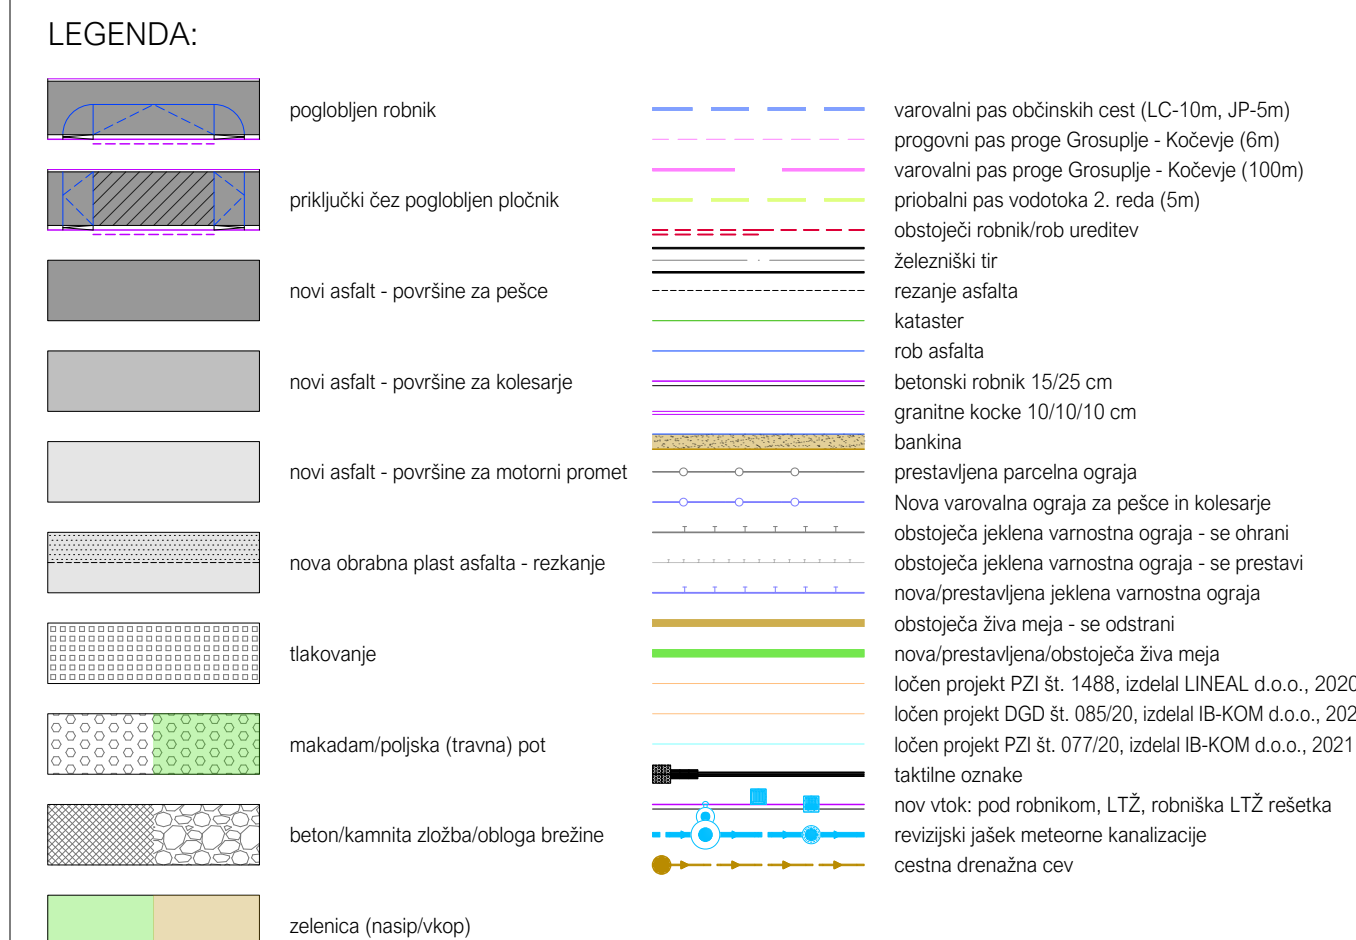 LEGENDA:
poglobljen robnik
priključki čez poglobljen pločnik
novi asfalt - površine za pešce
novi asfalt - površine za kolesarje
novi asfalt - površine za motorni promet
nova obrabna plast asfalta - rezkanje
tlakovanje
makadam/poljska (travna) pot
beton/kamnita zložba/obloga brežine
zelenica (nasip/vkop)
varovalni pas občinskih cest (LC-10m, JP-5m)
progovni pas proge Grosuplje - Kočevje (6m)
varovalni pas proge Grosuplje - Kočevje (100m)
priobalni pas vodotoka 2. reda (5m)
obstoječi robnik/rob ureditev
železniški tir
rezanje asfalta
kataster
rob asfalta
betonski robnik 15/25 cm
granitne kocke 10/10/10 cm
bankina
prestavljena parcelna ograja
Nova varovalna ograja za pešce in kolesarje
obstoječa jeklena varnostna ograja - se ohrani
obstoječa jeklena varnostna ograja - se prestavi
nova/prestavljena jeklena varnostna ograja
obstoječa živa meja - se odstrani
nova/prestavljena/obstoječa živa meja
ločen projekt PZI št. 1488, izdelal LINEAL d.o.o., 2020
ločen projekt DGD št. 085/20, izdelal IB-KOM d.o.o., 202
ločen projekt PZI št. 077/20, izdelal IB-KOM d.o.o., 2021
taktilne oznake
nov vtok: pod robnikom, LTŽ, robniška LTŽ rešetka
revizijski jašek meteorne kanalizacije
cestna drenažna cev